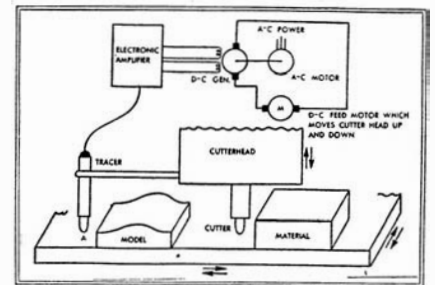 A-C POWER
ELECTRONIC
AMPLIFIER
D-C GEN.
A-C MOTOR
M
D-C FEED MOTOR WHICH
MOVES CUTTER HEAD UP
AND DOWN
CUTTERHEAD
TRACER
A
MODEL
CUTTER
MATERIAL